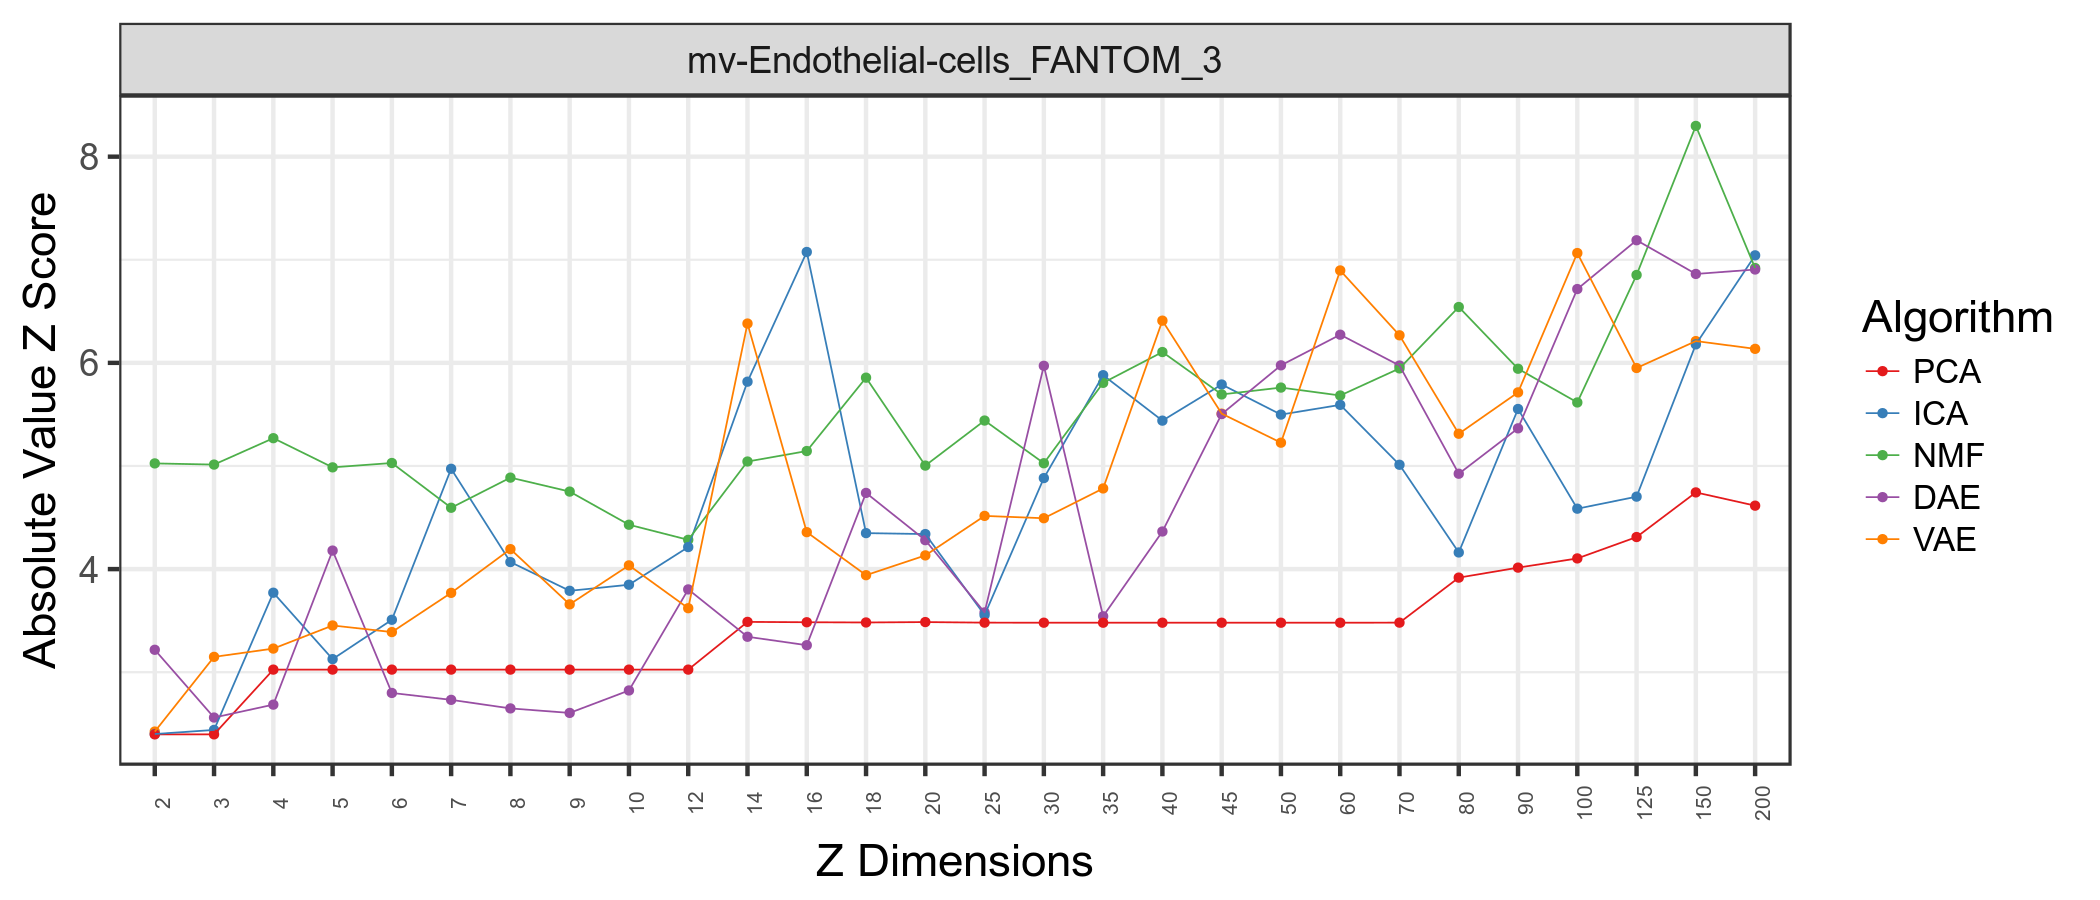 mv-Endothelial-cells_FANTOM_3
Absolute Value Z Score
8
6
4
2 3 4 5 6 7 8 9 10 12 14 16 18 20 25 30 35 40 45 50 60 70 80 90 100 125 150 200
Z Dimensions
Algorithm
PCA
ICA
NMF
DAE
VAE